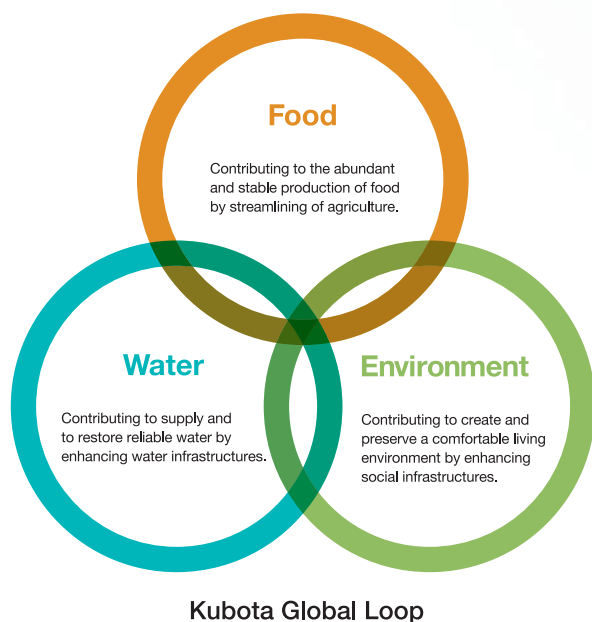 Food
Contributing to the abundant
and stable production of food
by streamlining of agriculture.
Water
Contributing to supply and
to restore reliable water by
enhancing water infrastructures.
Environment
Contributing to create and
preserve a comfortable living
environment by enhancing
social infrastructures.
Kubota Global Loop